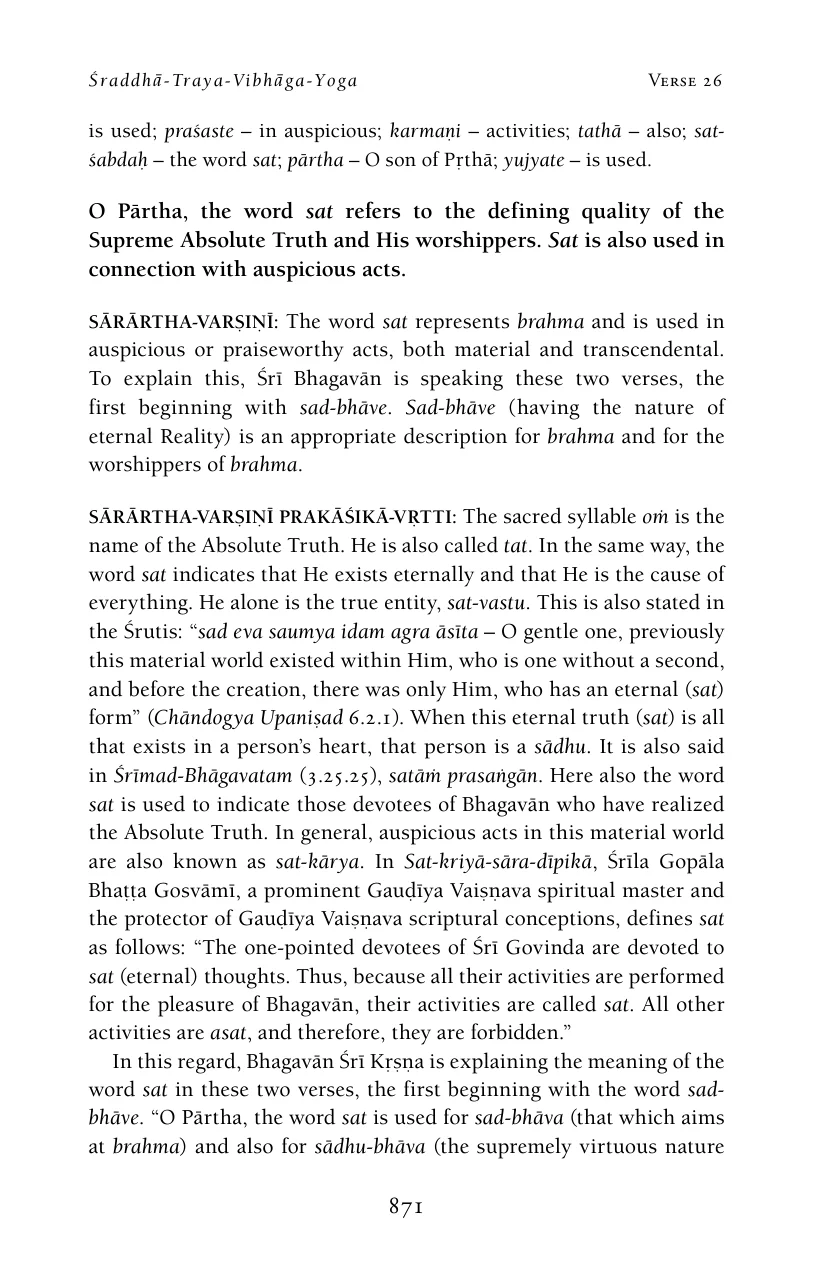 Śraddhā-Traya-Vibhāga-Yoga Verse 26
is used; praśaste – in auspicious; karmaṇi – activities; tathā – also; sat-
śabdaḥ – the word sat; pārtha – O son of Pṛthā; yujyate – is used.
O Pārtha, the word sat refers to the defining quality of the
Supreme Absolute Truth and His worshippers. Sat is also used in
connection with auspicious acts.
SĀRĀRTHA-VARṢIṆĪ: The word sat represents brahma and is used in
auspicious or praiseworthy acts, both material and transcendental.
To explain this, Śrī Bhagavān is speaking these two verses, the
first beginning with sad-bhāve. Sad-bhāve (having the nature of
eternal Reality) is an appropriate description for brahma and for the
worshippers of brahma.
SĀRĀRTHA-VARṢIṆĪ PRAKĀŚIKĀ-VṚTTI: The sacred syllable oṁ is the
name of the Absolute Truth. He is also called tat. In the same way, the
word sat indicates that He exists eternally and that He is the cause of
everything. He alone is the true entity, sat-vastu. This is also stated in
the Śrutis: “sad eva saumya idam agra āsīta – O gentle one, previously
this material world existed within Him, who is one without a second,
and before the creation, there was only Him, who has an eternal (sat)
form” (Chāndogya Upaniṣad 6.2.1). When this eternal truth (sat) is all
that exists in a person’s heart, that person is a sādhu. It is also said
in Śrīmad-Bhāgavatam (3.25.25), satāṁ prasaṅgān. Here also the word
sat is used to indicate those devotees of Bhagavān who have realized
the Absolute Truth. In general, auspicious acts in this material world
are also known as sat-kārya. In Sat-kriyā-sāra-dīpikā, Śrīla Gopāla
Bhaṭṭa Gosvāmī, a prominent Gauḍīya Vaiṣṇava spiritual master and
the protector of Gauḍīya Vaiṣṇava scriptural conceptions, defines sat
as follows: “The one-pointed devotees of Śrī Govinda are devoted to
sat (eternal) thoughts. Thus, because all their activities are performed
for the pleasure of Bhagavān, their activities are called sat. All other
activities are asat, and therefore, they are forbidden.”
In this regard, Bhagavān Śrī Kṛṣṇa is explaining the meaning of the
word sat in these two verses, the first beginning with the word sad-
bhāve. “O Pārtha, the word sat is used for sad-bhāva (that which aims
at brahma) and also for sādhu-bhāva (the supremely virtuous nature
871